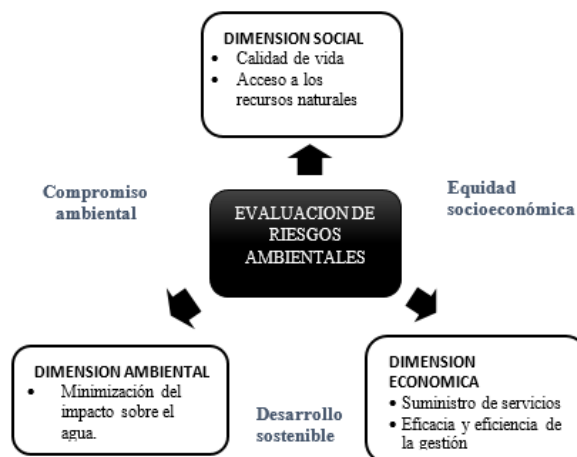 DIMENSION SOCIAL
• Calidad de vida
• Acceso a los
recursos naturales
Compromiso
ambiental
Equidad
socioeconómica
EVALUACION DE
RIESGOS
AMBIENTALES
DIMENSION AMBIENTAL
• Minimización del
impacto sobre el
agua.
Desarrollo
sostenible
DIMENSION
ECONOMICA
• Suministro de servicios
• Eficacia y eficiencia de
la gestión